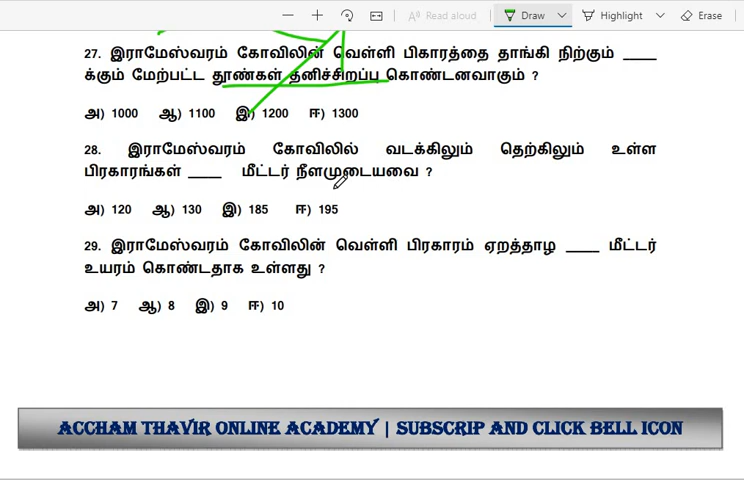 Read aloud
Draw
Highlight
Erase
27. இராமேஸ்வரம் கோவிலின் வெள்ளி பிகாரத்தை தாங்கி நிற்கும் ____
க்கும் மேற்பட்ட தூண்கள் தனிச்சிறப்பு கொண்டனவாகும் ?
அ) 1000 ஆ) 1100 இ) 1200 ஈ) 1300
28. இராமேஸ்வரம் கோவிலில் வடக்கிலும் தெற்கிலும் உள்ள
பிரகாரங்கள் ____ மீட்டர் நீளமுடையவை ?
அ) 120 ஆ) 130 இ) 185 ஈ) 195
29. இராமேஸ்வரம் கோவிலின் வெள்ளி பிரகாரம் ஏறத்தாழ ____ மீட்டர்
உயரம் கொண்டதாக உள்ளது ?
அ) 7 ஆ) 8 இ) 9 ஈ) 10
ACCHAM THAVIR ONLINE ACADEMY | SUBSCRIP AND CLICK BELL ICON